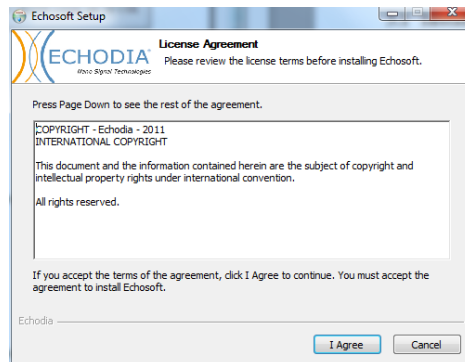 Echosoft Setup
ECHODIA
Nano Signal Technologies
License Agreement
Please review the license terms before installing Echosoft.
Press Page Down to see the rest of the agreement.
COPYRIGHT - Echodia - 2011
INTERNATIONAL COPYRIGHT
This document and the information contained herein are the subject of copyright and
intellectual property rights under international convention.
All rights reserved.
If you accept the terms of the agreement, click I Agree to continue. You must accept the
agreement to install Echosoft.
Echodia
I Agree
Cancel